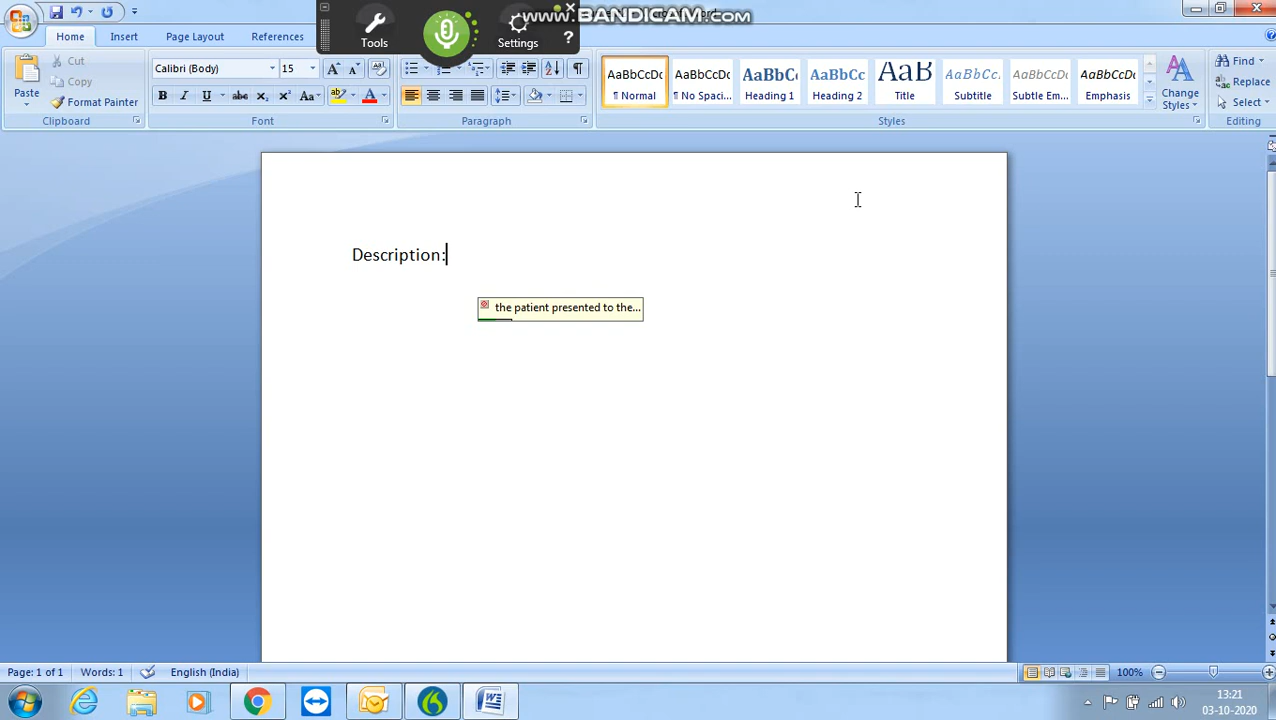 www.BANDICAM.com
Tools
Settings
?
Home
Insert
Page Layout
References
Paste
Cut
Copy
Format Painter
Clipboard
Calibri (Body)
15
Font
Paragraph
AaBbCcDc
¶ Normal
AaBbCcDc
¶ No Spaci...
AaBbCc
Heading 1
AaBbCc
Heading 2
AaB
Title
AaBbCc.
Subtitle
AaBbCcDc
Subtle Em...
AaBbCcDc
Emphasis
Styles
Change
Styles
Find
Replace
Select
Editing
Description:
the patient presented to the...
Page: 1 of 1
Words: 1
English (India)
100%
13:21
03-10-2020